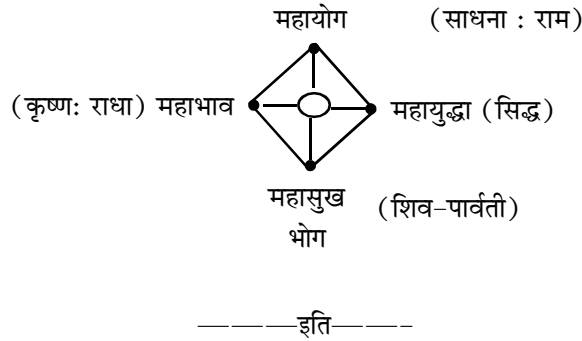 महायोग (साधना : राम)
(कृष्ण: राधा) महाभाव महायुद्धा (सिद्ध)
महासुख (शिव-पार्वती)
भोग
———इति——-